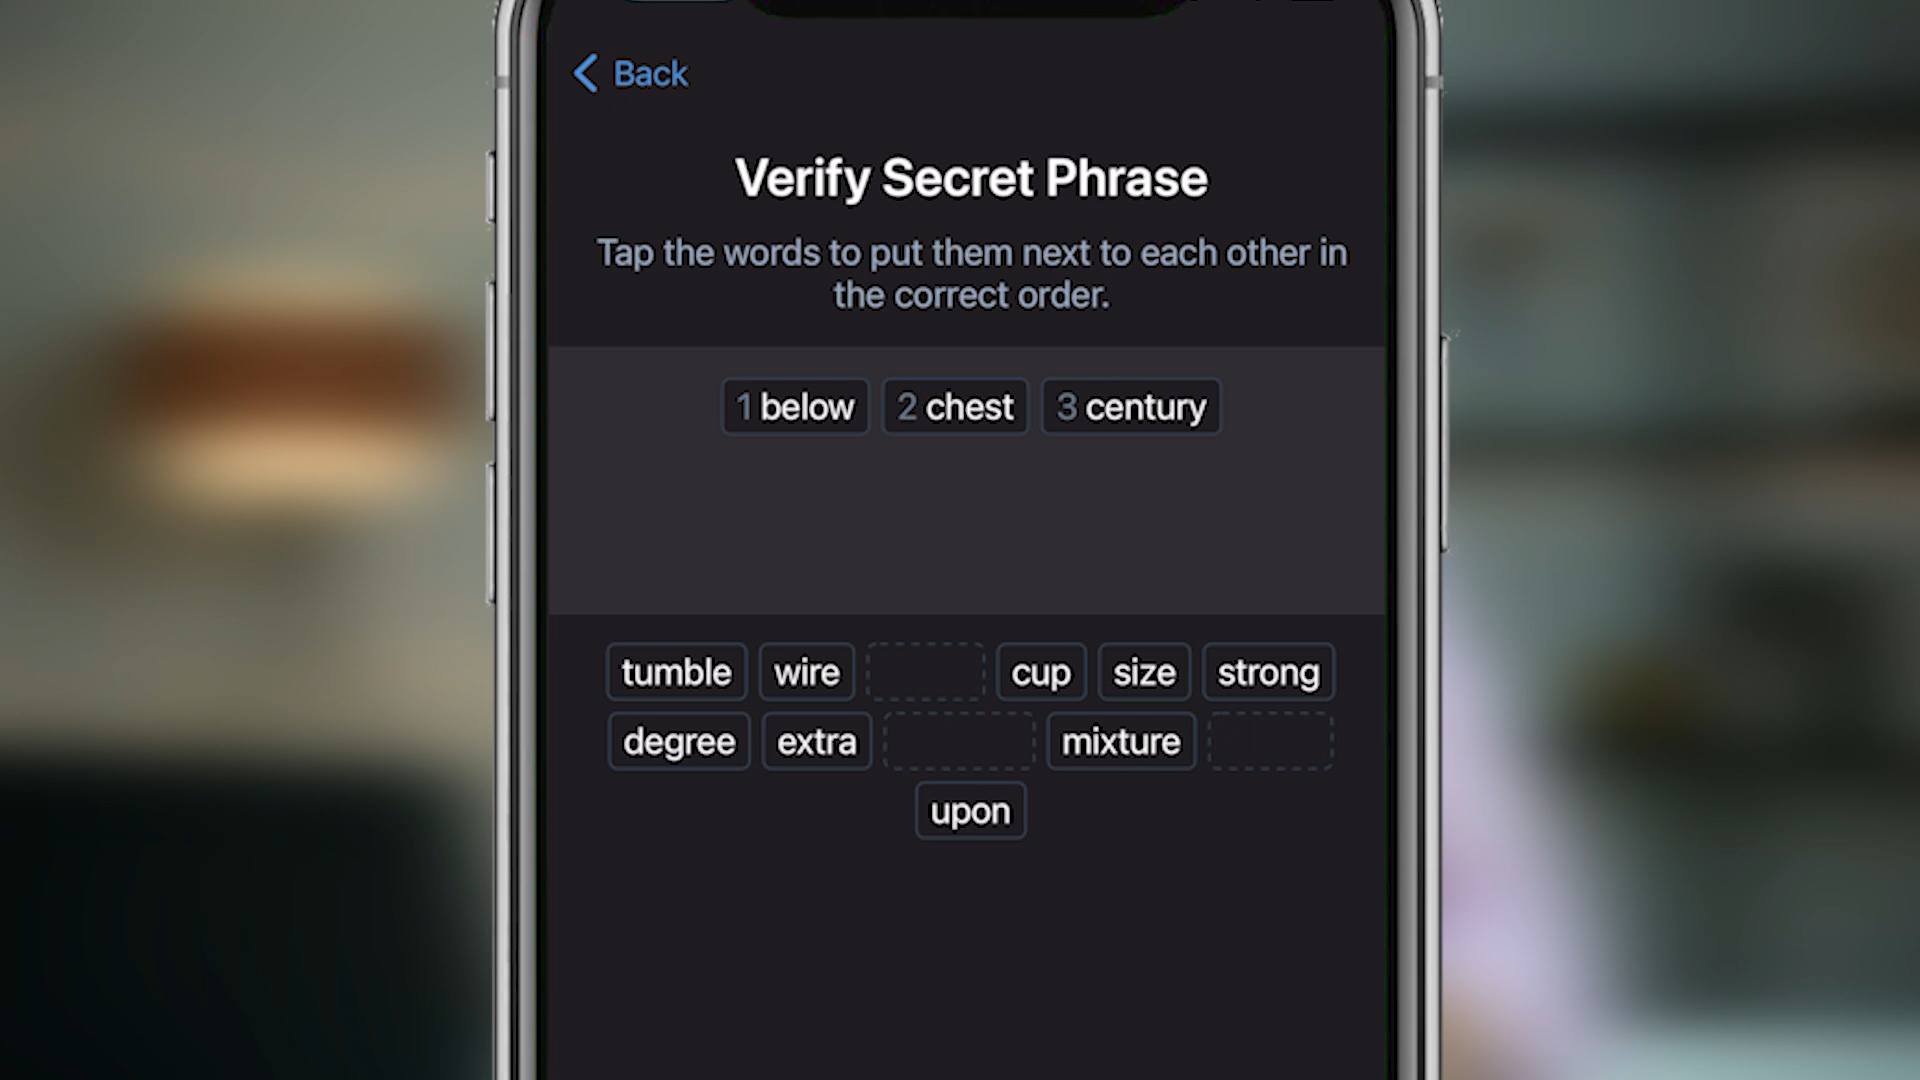 Back
Verify Secret Phrase
Tap the words to put them next to each other in
the correct order.
1 below 2 chest 3 century
tumble wire cup size strong
degree extra mixture
upon